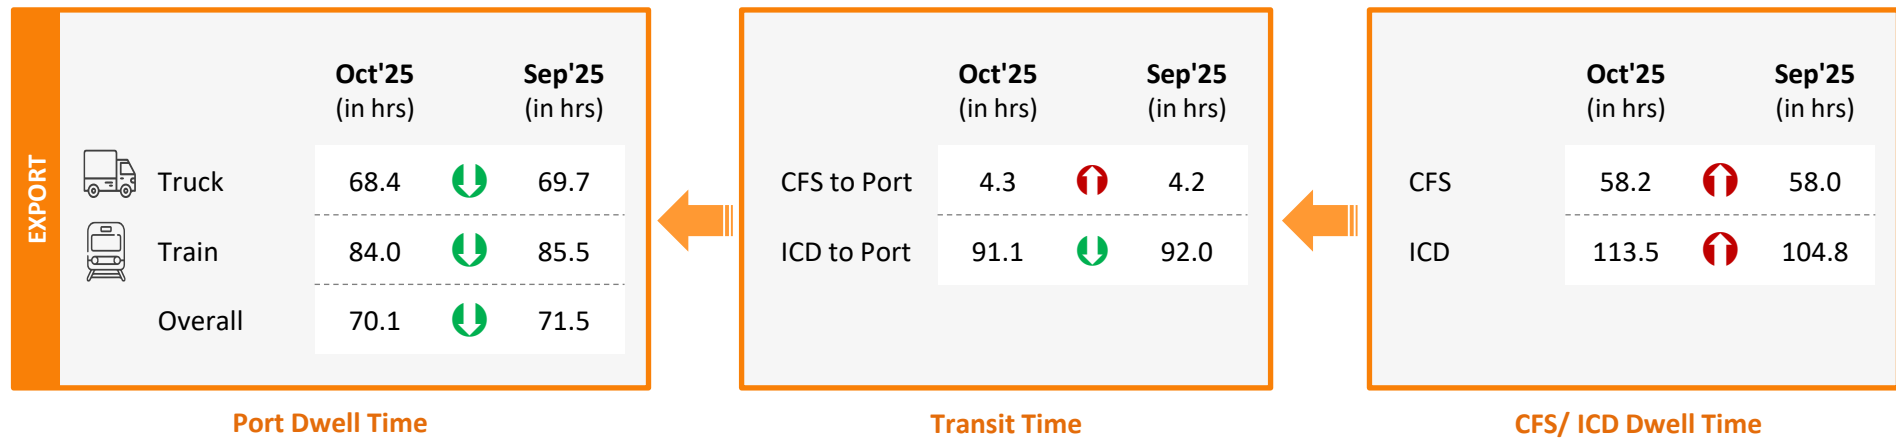 EXPORT
Oct'25 Sep'25
(in hrs) (in hrs)
Truck 68.4 69.7
Train 84.0 85.5
Overall 70.1 71.5
Port Dwell Time
Oct'25 Sep'25
(in hrs) (in hrs)
CFS to Port 4.3 4.2
ICD to Port 91.1 92.0
Transit Time
Oct'25 Sep'25
(in hrs) (in hrs)
CFS 58.2 58.0
ICD 113.5 104.8
CFS/ ICD Dwell Time